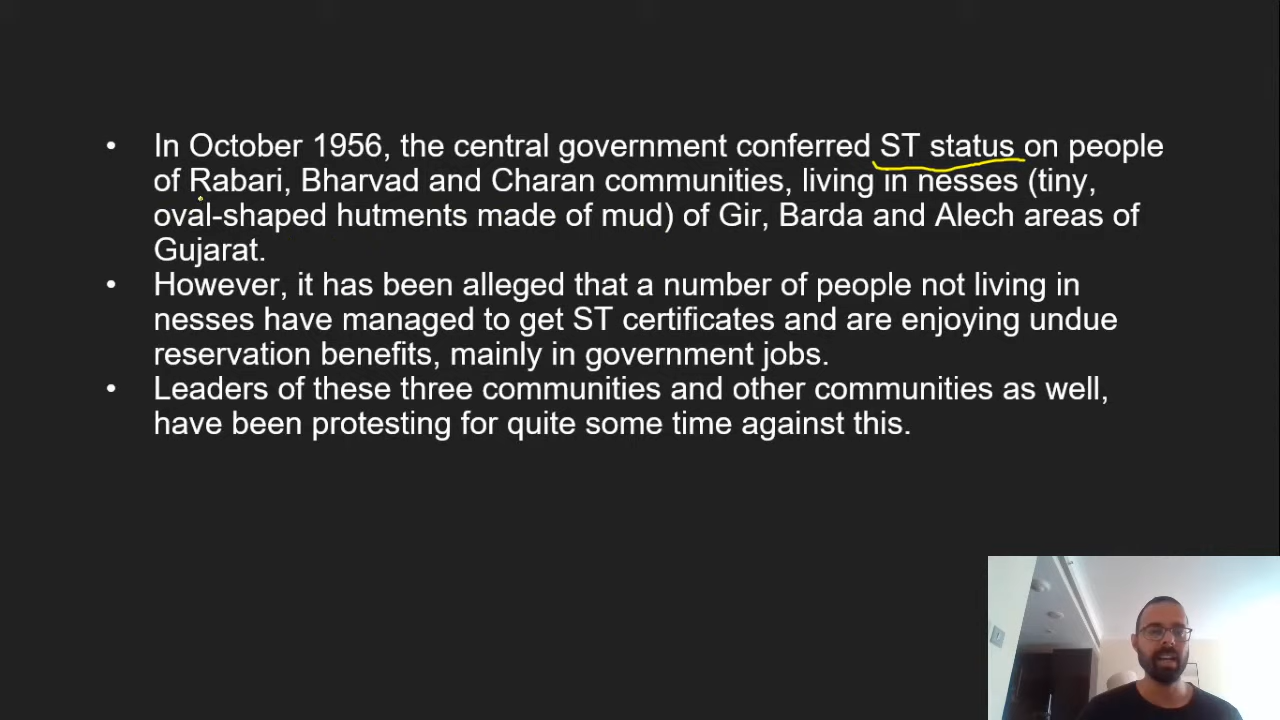 • In October 1956, the central government conferred ST status on people
of Rabari, Bharvad and Charan communities, living in nesses (tiny,
oval-shaped hutments made of mud) of Gir, Barda and Alech areas of
Gujarat.
• However, it has been alleged that a number of people not living in
nesses have managed to get ST certificates and are enjoying undue
reservation benefits, mainly in government jobs.
• Leaders of these three communities and other communities as well,
have been protesting for quite some time against this.